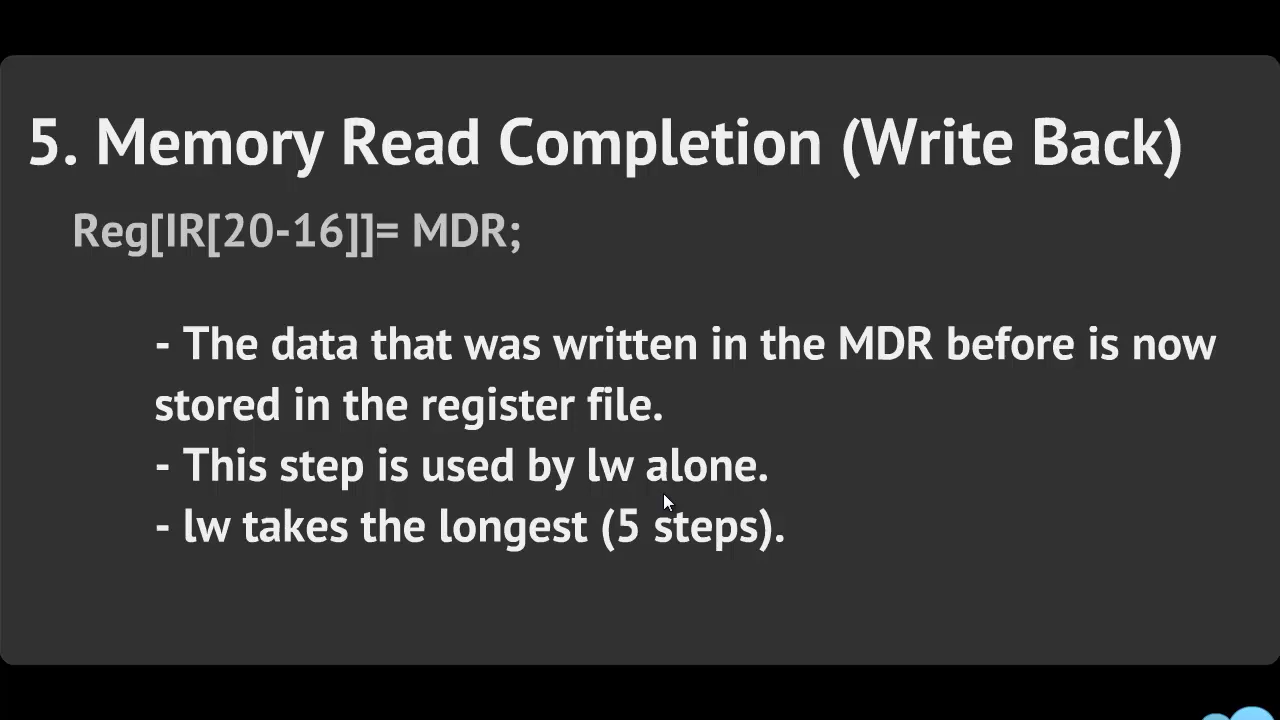 5. Memory Read Completion (Write Back)
Reg[IR[20-16]]= MDR;
- The data that was written in the MDR before is now
stored in the register file.
- This step is used by lw alone.
- lw takes the longest (5 steps).